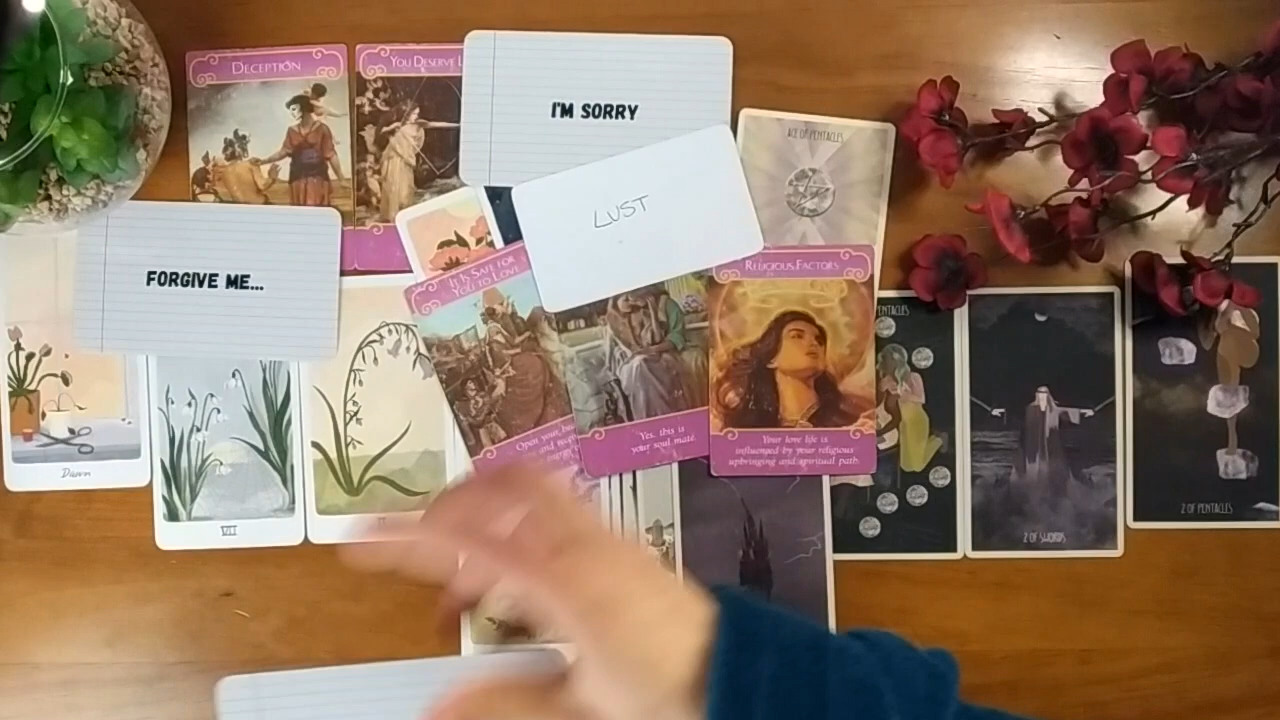 DECEPTION
YOU DESERVE L
I'M SORRY
ACE OF PENTACLES
LUST
FORGIVE ME...
IT IS SAFE FOR
YOU TO LOVE
RELIGIOUS FACTORS
PENTACLES
Open your
Yes, this is
your soul mate.
Your love life is
influenced by your religious
upbringing and spiritual path.
Dawn
VII
2 OF SWORDS
2 OF PENTACLES